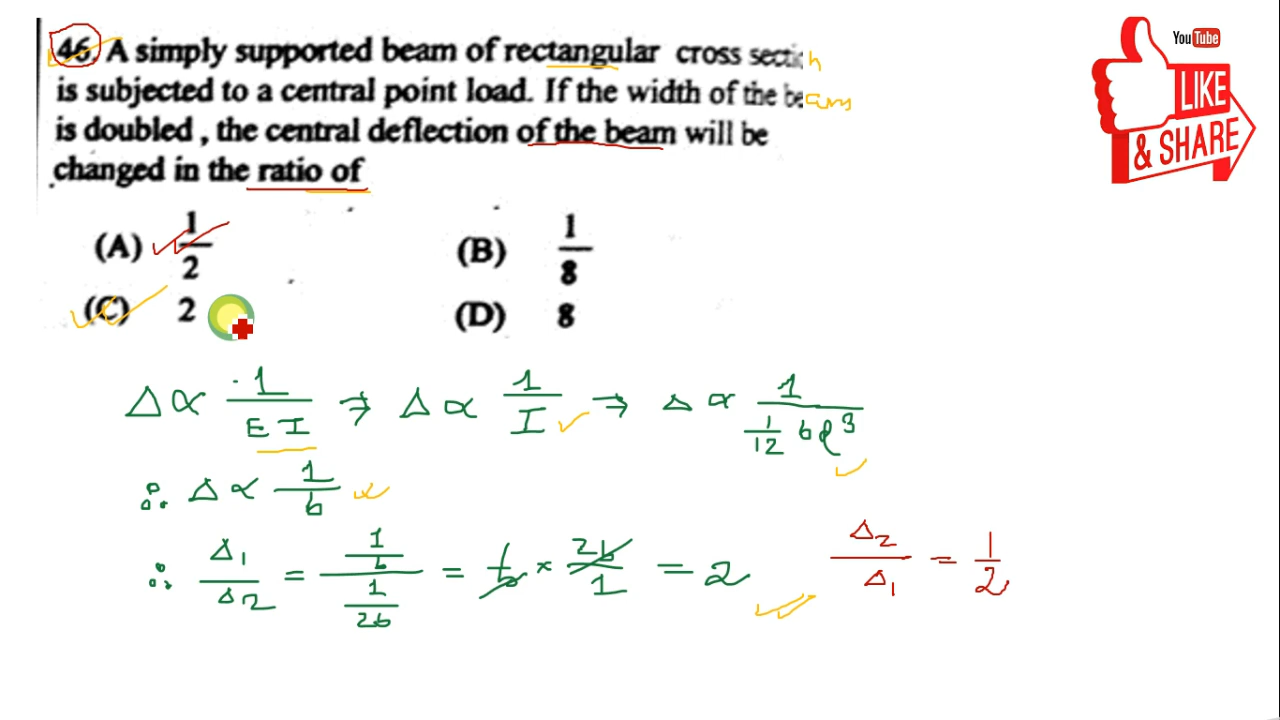 46. A simply supported beam of rectangular cross section
is subjected to a central point load. If the width of the beam
is doubled , the central deflection of the beam will be
changed in the ratio of
(A) 1/2 (B) 1/8
(C) 2 (D) 8
Δ ∝ 1/EI ⇒ Δ ∝ 1/I ⇒ Δ ∝ 1/(1/12 bd³)
∴ Δ ∝ 1/b
∴ Δ1/Δ2 = (1/b)/(1/2b) = 1/b × 2b/1 = 2
Δ2/Δ1 = 1/2
YouTube
LIKE
& SHARE